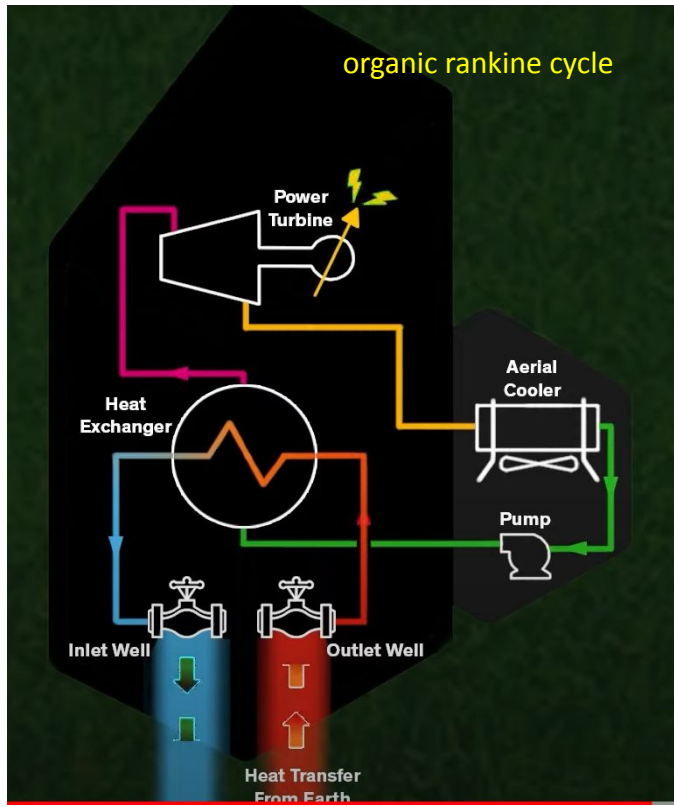 organic rankine cycle
Power
Turbine
Aerial
Cooler
Heat
Exchanger
Pump
Inlet Well
Outlet Well
Heat Transfer
From Earth